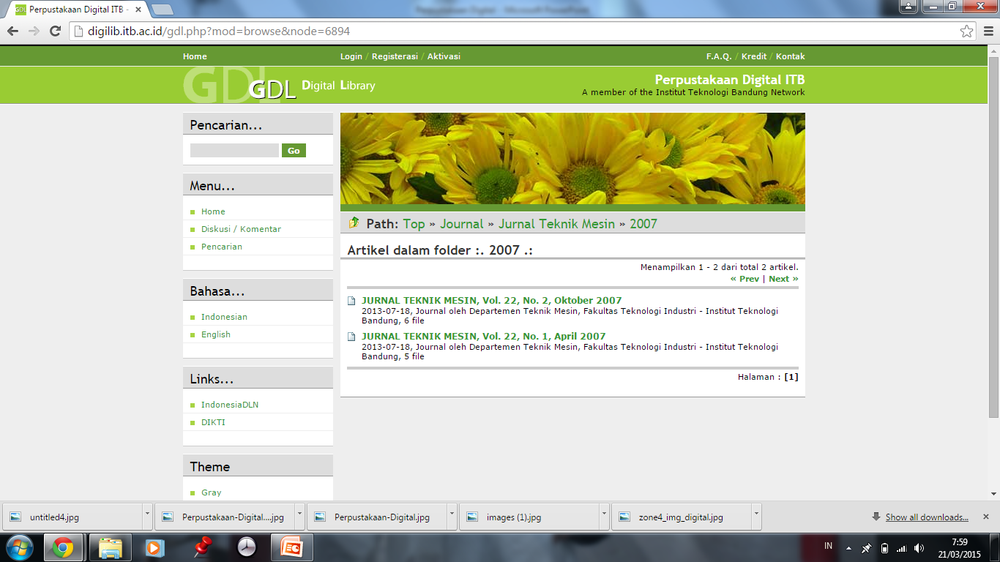 Perpustakaan Digital ITB -
Perpustakaan Digital - Microsoft PowerPoint
digilib.itb.ac.id/gdl.php?mod=browse&node=6894
Home
Login / Registerasi / Aktivasi
F.A.Q. / Kredit / Kontak
GDL
GDL Digital Library
Perpustakaan Digital ITB
A member of the Institut Teknologi Bandung Network
Pencarian...
Go
Menu...
Home
Diskusi / Komentar
Pencarian
Bahasa...
Indonesian
English
Links...
IndonesiaDLN
DIKTI
Theme
Gray
Path: Top » Journal » Jurnal Teknik Mesin » 2007
Artikel dalam folder :. 2007 .:
Menampilkan 1 - 2 dari total 2 artikel.
« Prev | Next »
JURNAL TEKNIK MESIN, Vol. 22, No. 2, Oktober 2007
2013-07-18, Journal oleh Departemen Teknik Mesin, Fakultas Teknologi Industri - Institut Teknologi
Bandung, 6 file
JURNAL TEKNIK MESIN, Vol. 22, No. 1, April 2007
2013-07-18, Journal oleh Departemen Teknik Mesin, Fakultas Teknologi Industri - Institut Teknologi
Bandung, 5 file
Halaman : [1]
untitled4.jpg
Perpustakaan-Digital....jpg
Perpustakaan-Digital.jpg
images (1).jpg
zone4_img_digital.jpg
Show all downloads...
IN
7:59
21/03/2015